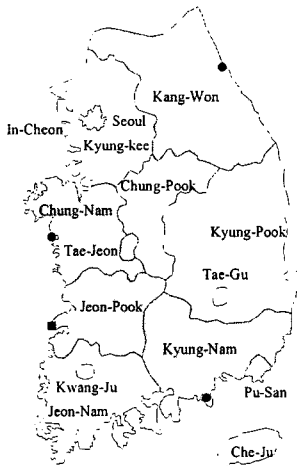 Kang-Won
Seoul
In-Cheon
Kyung-kee
Chung-Pook
Chung-Nam
Kyung-Pook
Tae-Jeon
Tae-Gu
Jeon-Pook
Kyung-Nam
Kwang-Ju
Pu-San
Jeon-Nam
Che-Ju